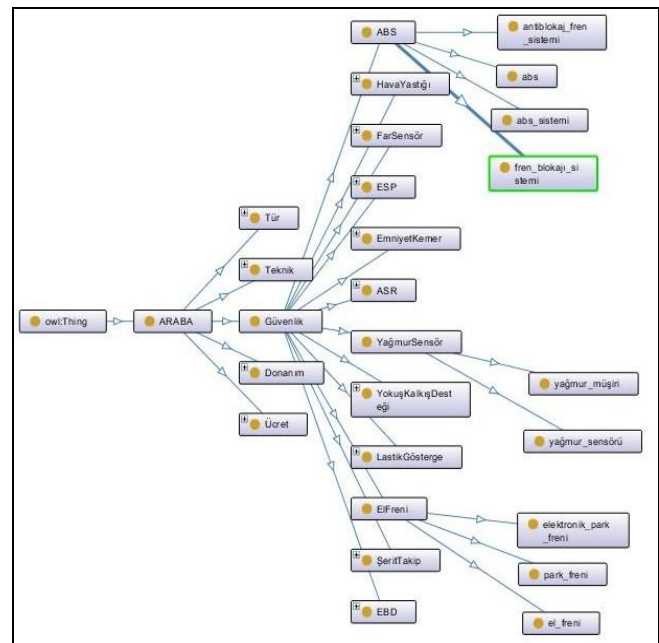 ABS
antiblokaj_fren
_sistemi
abs
HavaYastığı
abs_sistemi
FarSensör
fren_blokajı_si
stemi
ESP
Tür
EmniyetKemer
Teknik
ASR
owl:Thing
ARABA
Güvenlik
YağmurSensör
yağmur_müşiri
Donanım
YokuşKalkışDest
eği
Ücret
yağmur_sensörü
LastikGösterge
ElFreni
elektronik_park
_freni
ŞeritTakip
park_freni
EBD
el_freni